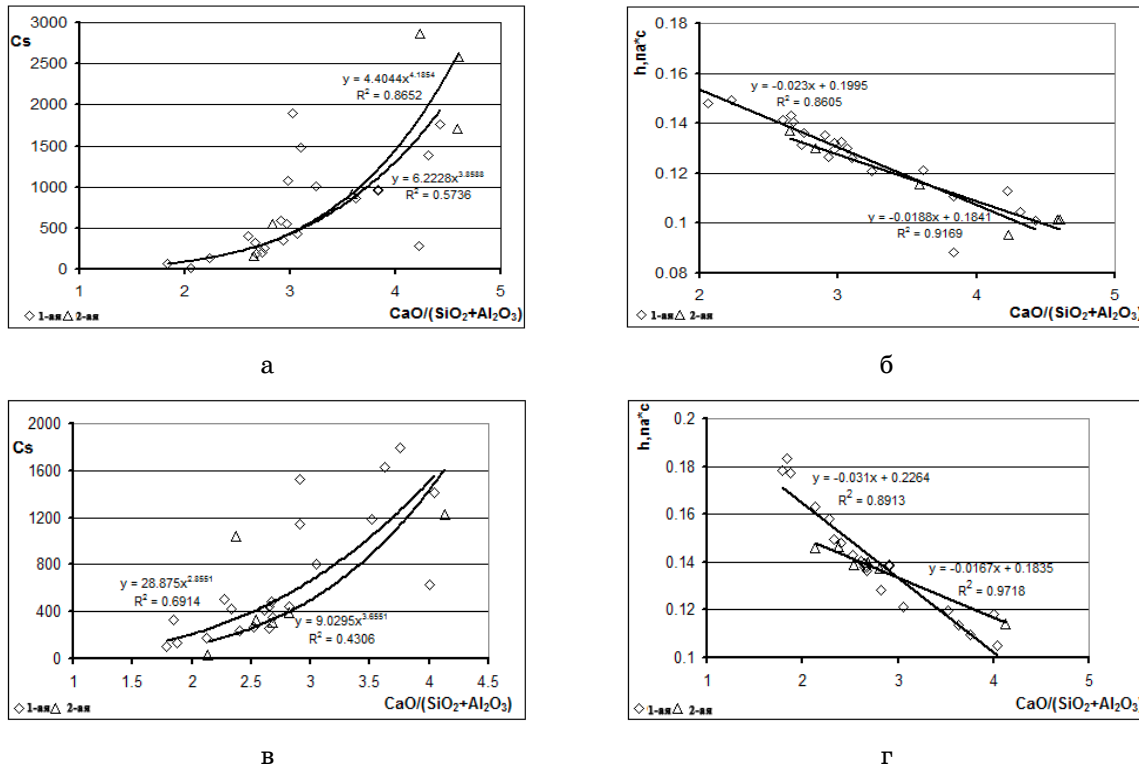 3000
Cs
2500
2000
1500
1000
500
0
y = 4.4044x^4.1854
R² = 0.8652
y = 6.2228x^3.8588
R² = 0.5736
1 2 3 4 5
CaO/(SiO₂+Al₂O₃)
◇ 1-ая △ 2-ая
а
0.18
h,па*с
0.16
0.14
0.12
0.1
0.08
y = -0.023x + 0.1995
R² = 0.8605
y = -0.0188x + 0.1841
R² = 0.9169
2 3 4 5
CaO/(SiO₂+Al₂O₃)
◇ 1-ая △ 2-ая
б
2000
Cs
1600
1200
800
400
0
y = 28.875x^2.8551
R² = 0.6914
y = 9.0295x^3.6551
R² = 0.4306
1 1.5 2 2.5 3 3.5 4 4.5
CaO/(SiO₂+Al₂O₃)
◇ 1-ая △ 2-ая
в
0.2
h,па*с
0.18
0.16
0.14
0.12
0.1
y = -0.031x + 0.2264
R² = 0.8913
y = -0.0167x + 0.1835
R² = 0.9718
1 2 3 4 5
CaO/(SiO₂+Al₂O₃)
◇ 1-ая △ 2-ая
г